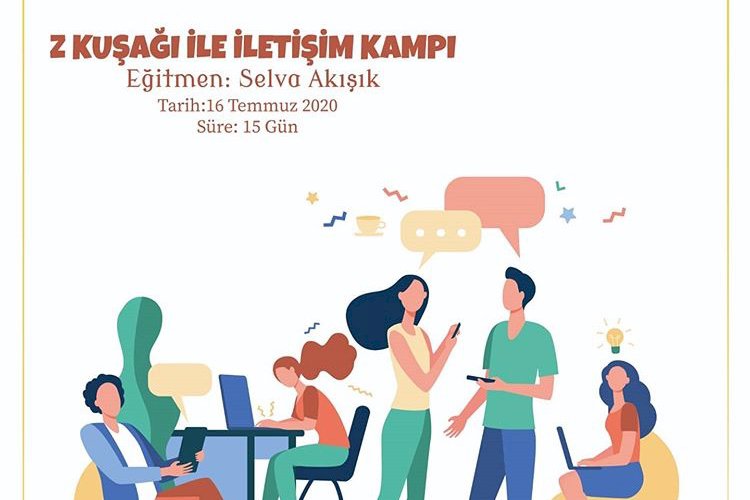 Z KUŞAĞI İLE İLETİŞİM KAMPI
Eğitmen: Selva Akışık
Tarih:16 Temmuz 2020
Süre: 15 Gün